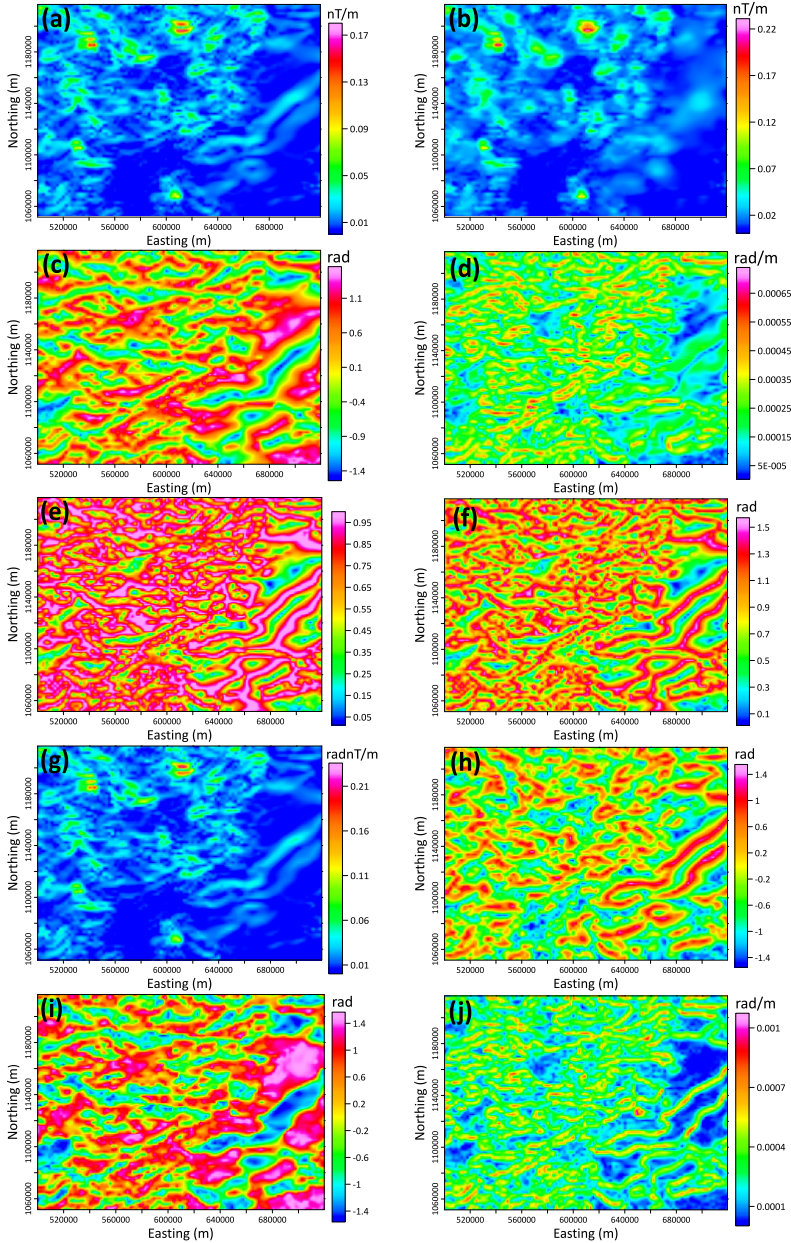 (a)
nT/m
0.17
0.13
0.09
0.05
0.01
Northing (m)
1180000
1140000
1100000
1060000
520000 560000 600000 640000 680000
Easting (m)
(b)
nT/m
0.22
0.17
0.12
0.07
0.02
Northing (m)
1180000
1140000
1100000
1060000
520000 560000 600000 640000 680000
Easting (m)
(c)
rad
1.1
0.6
0.1
-0.4
-0.9
-1.4
Northing (m)
1180000
1140000
1100000
1060000
520000 560000 600000 640000 680000
Easting (m)
(d)
rad/m
0.00065
0.00055
0.00045
0.00035
0.00025
0.00015
5E-005
Northing (m)
1180000
1140000
1100000
1060000
520000 560000 600000 640000 680000
Easting (m)
(e)
0.95
0.85
0.75
0.65
0.55
0.45
0.35
0.25
0.15
0.05
Northing (m)
1180000
1140000
1100000
1060000
520000 560000 600000 640000 680000
Easting (m)
(f)
rad
1.5
1.3
1.1
0.9
0.7
0.5
0.3
0.1
Northing (m)
1180000
1140000
1100000
1060000
520000 560000 600000 640000 680000
Easting (m)
(g)
radnT/m
0.21
0.16
0.11
0.06
0.01
Northing (m)
1180000
1140000
1100000
1060000
520000 560000 600000 640000 680000
Easting (m)
(h)
rad
1.4
1
0.6
0.2
-0.2
-0.6
-1
-1.4
Northing (m)
1180000
1140000
1100000
1060000
520000 560000 600000 640000 680000
Easting (m)
(i)
rad
1.4
1
0.6
0.2
-0.2
-0.6
-1
-1.4
Northing (m)
1180000
1140000
1100000
1060000
520000 560000 600000 640000 680000
Easting (m)
(j)
rad/m
0.001
0.0007
0.0004
0.0001
Northing (m)
1180000
1140000
1100000
1060000
520000 560000 600000 640000 680000
Easting (m)